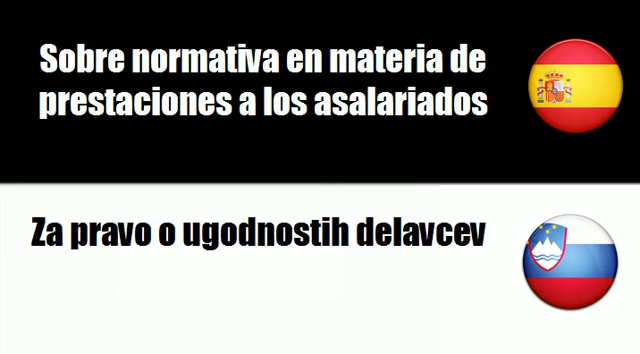 Sobre normativa en materia de
prestaciones a los asalariados
Za pravo o ugodnostih delavcev